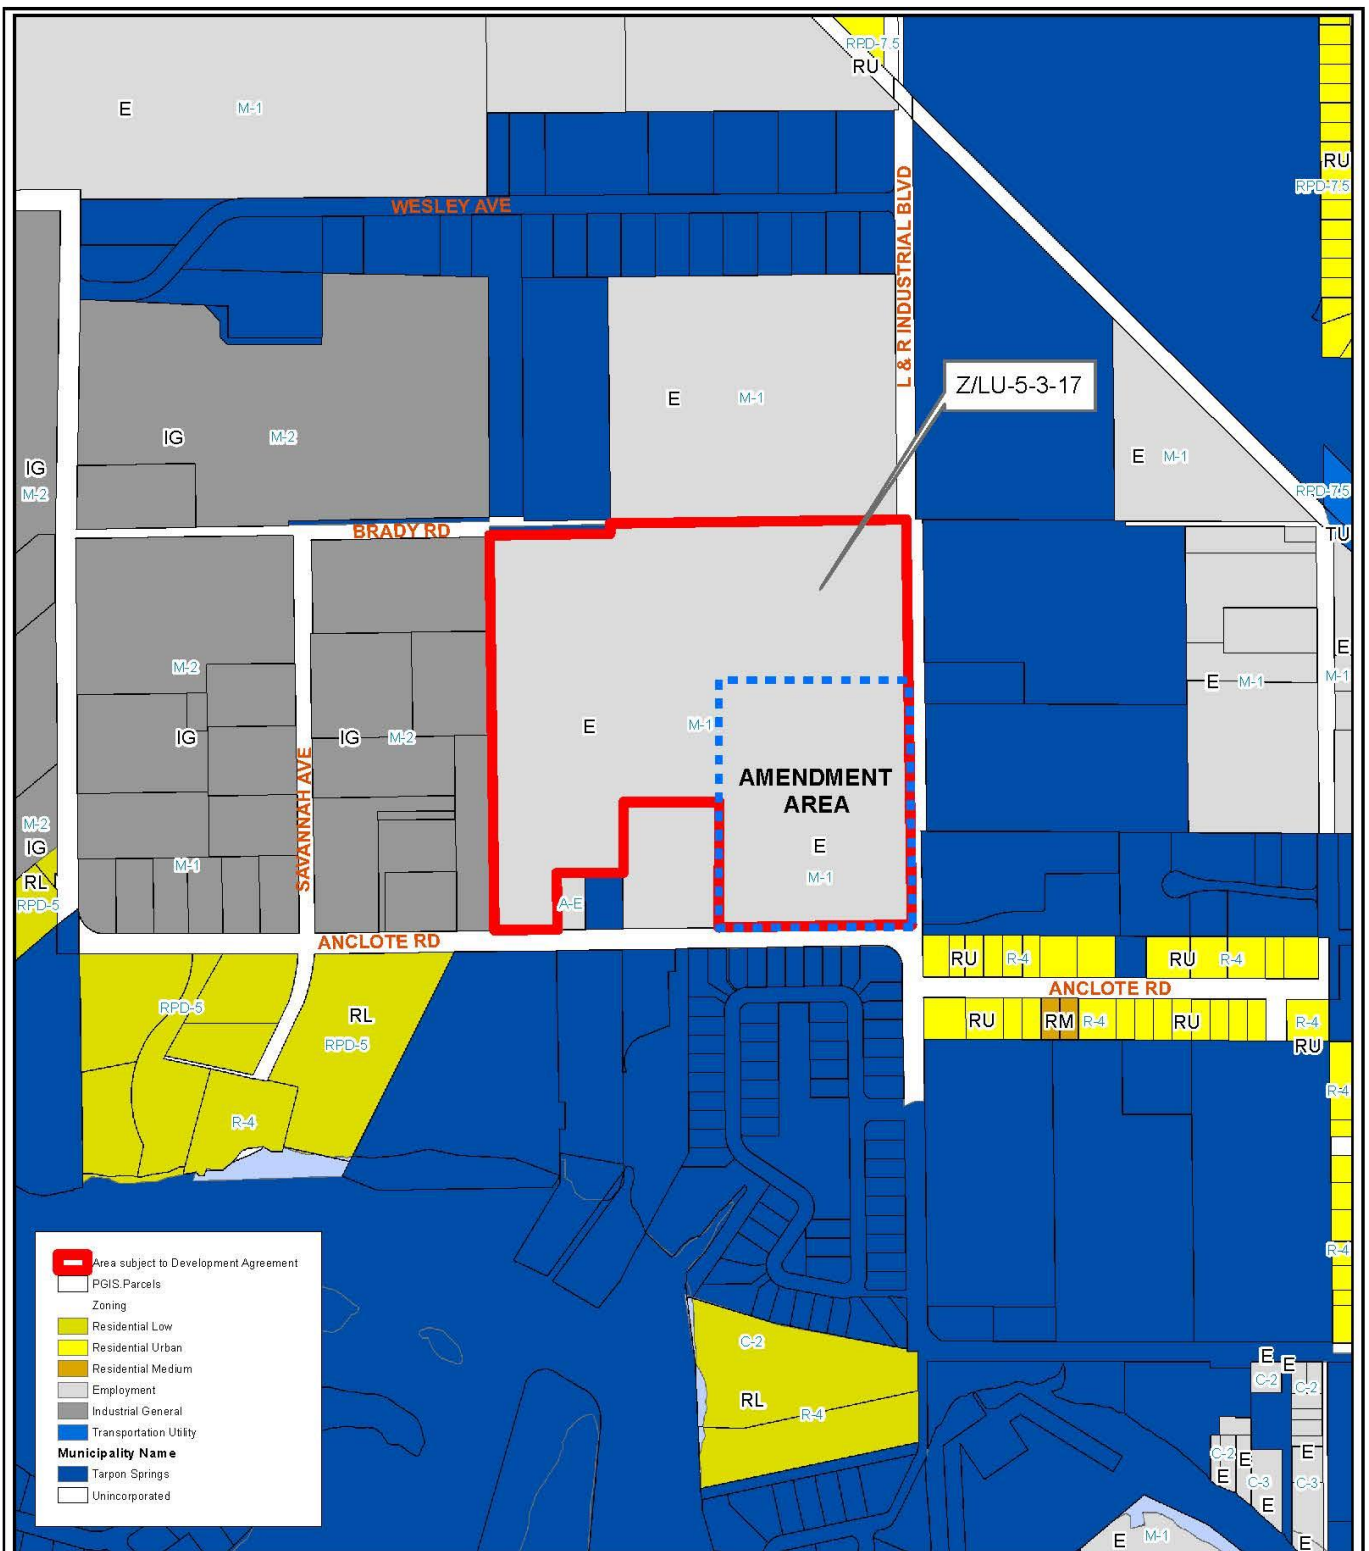 RPD-7.5
RU
E
M-1
RU
RPD-7.5
WESLEY AVE
L & R INDUSTRIAL BLVD
Z/LU-5-3-17
E
M-1
IG
M-2
E
M-1
IG
M-2
RPD-7.5
BRADY RD
TU
E
M-1
M-2
E
M-1
E
M-1
IG
IG
M-2
SAVANNAH AVE
AMENDMENT
AREA
E
M-1
M-2
IG
M-1
RL
RPD-5
A-E
ANCLOTE RD
RU
R-4
RU
R-4
ANCLOTE RD
RPD-5
RL
RPD-5
RU
RM
R-4
RU
R-4
RU
R-4
R-4
R-4
Area subject to Development Agreement
PGIS.Parcels
Zoning
Residential Low
Residential Urban
Residential Medium
Employment
Industrial General
Transportation Utility
Municipality Name
Tarpon Springs
Unincorporated
C-2
RL
R-4
E
E
C-2
C-2
C-2
E
E
C-3
E
E
C-3
E
M-1
E